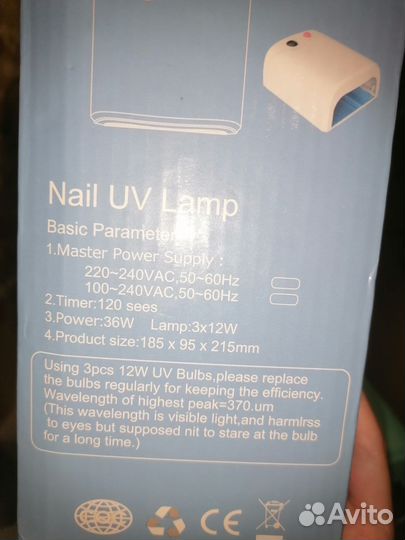 Nail UV Lamp
Basic Parameter
1.Master Power Supply :
220~240VAC,50~60Hz
100~240VAC,50~60Hz
2.Timer:120 sees
3.Power:36W Lamp:3x12W
4.Product size:185 x 95 x 215mm
Using 3pcs 12W UV Bulbs,please replace
the bulbs regularly for keeping the efficiency.
Wavelength of highest peak=370.um
(This wavelength is visible light,and harmlrss
to eyes but supposed nit to stare at the bulb
for a long time.)
CE
Avito